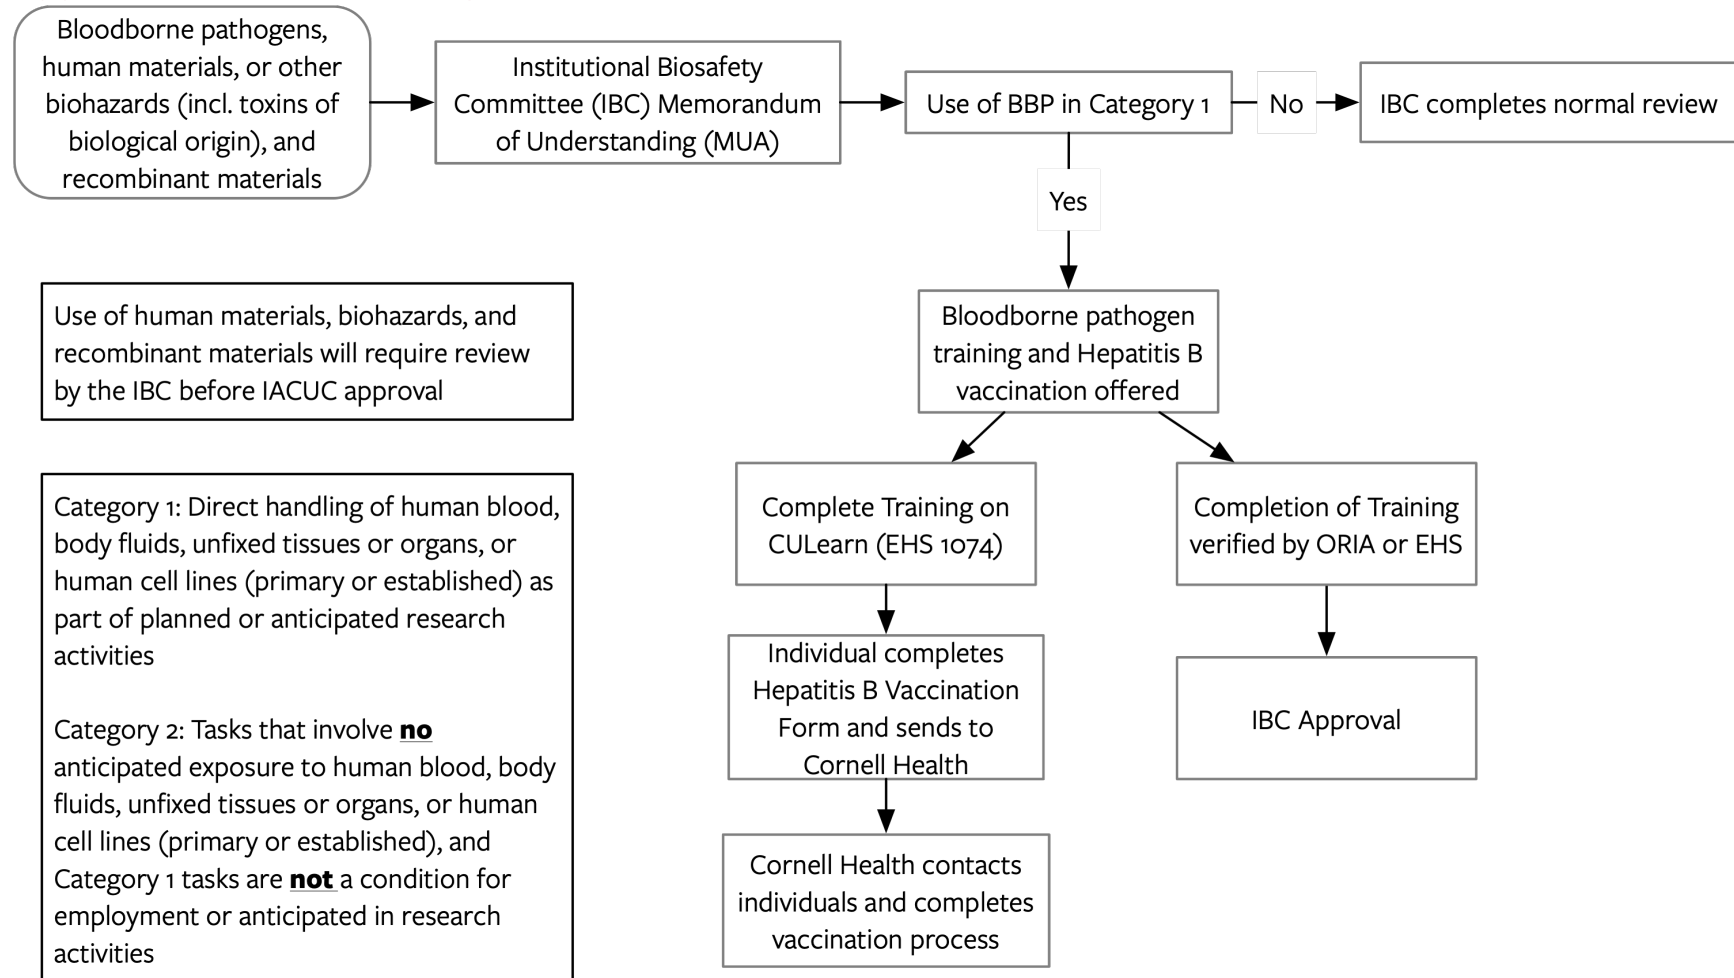 Bloodborne pathogens,
human materials, or other
biohazards (incl. toxins of
biological origin), and
recombinant materials
Institutional Biosafety
Committee (IBC) Memorandum
of Understanding (MUA)
Use of BBP in Category 1
No
IBC completes normal review
Yes
Use of human materials, biohazards, and
recombinant materials will require review
by the IBC before IACUC approval
Bloodborne pathogen
training and Hepatitis B
vaccination offered
Category 1: Direct handling of human blood,
body fluids, unfixed tissues or organs, or
human cell lines (primary or established) as
part of planned or anticipated research
activities
Category 2: Tasks that involve no
anticipated exposure to human blood, body
fluids, unfixed tissues or organs, or human
cell lines (primary or established), and
Category 1 tasks are not a condition for
employment or anticipated in research
activities
Complete Training on
CULearn (EHS 1074)
Individual completes
Hepatitis B Vaccination
Form and sends to
Cornell Health
Cornell Health contacts
individuals and completes
vaccination process
Completion of Training
verified by ORIA or EHS
IBC Approval